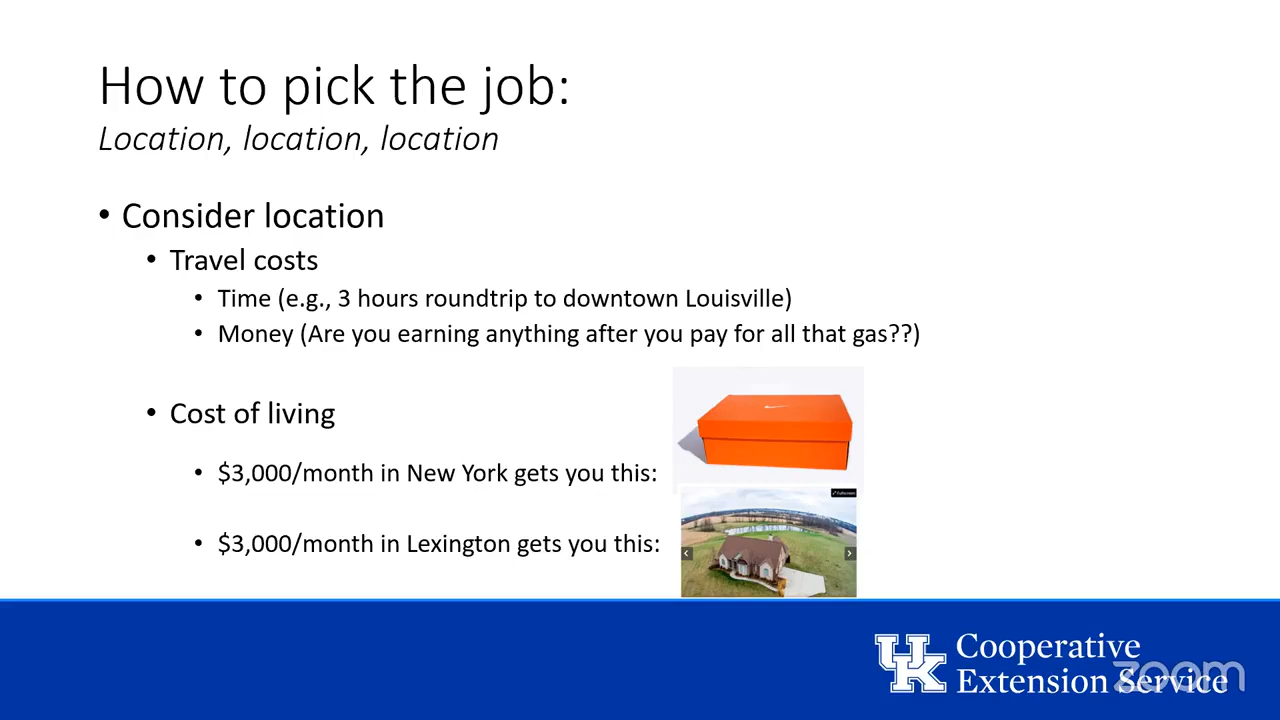 How to pick the job:
Location, location, location
• Consider location
• Travel costs
• Time (e.g., 3 hours roundtrip to downtown Louisville)
• Money (Are you earning anything after you pay for all that gas??)
• Cost of living
• $3,000/month in New York gets you this:
Fullscreen
• $3,000/month in Lexington gets you this:
UK Cooperative
Extension Service
zoom